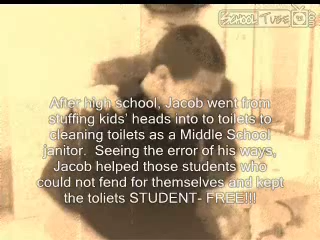 SCHOOL TUBE
After high school, Jacob went from
stuffing kids' heads into to toilets to
cleaning toilets as a Middle School
janitor.  Seeing the error of his ways,
Jacob helped those students who
could not fend for themselves and kept
the toliets STUDENT- FREE!!!